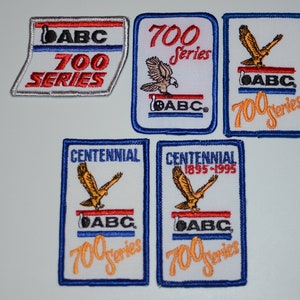 ABC
700
SERIES
700
Series
ABC®
ABC
700 Series
CENTENNIAL
ABC
700 Series
CENTENNIAL
1895-1995
ABC®
700 Series